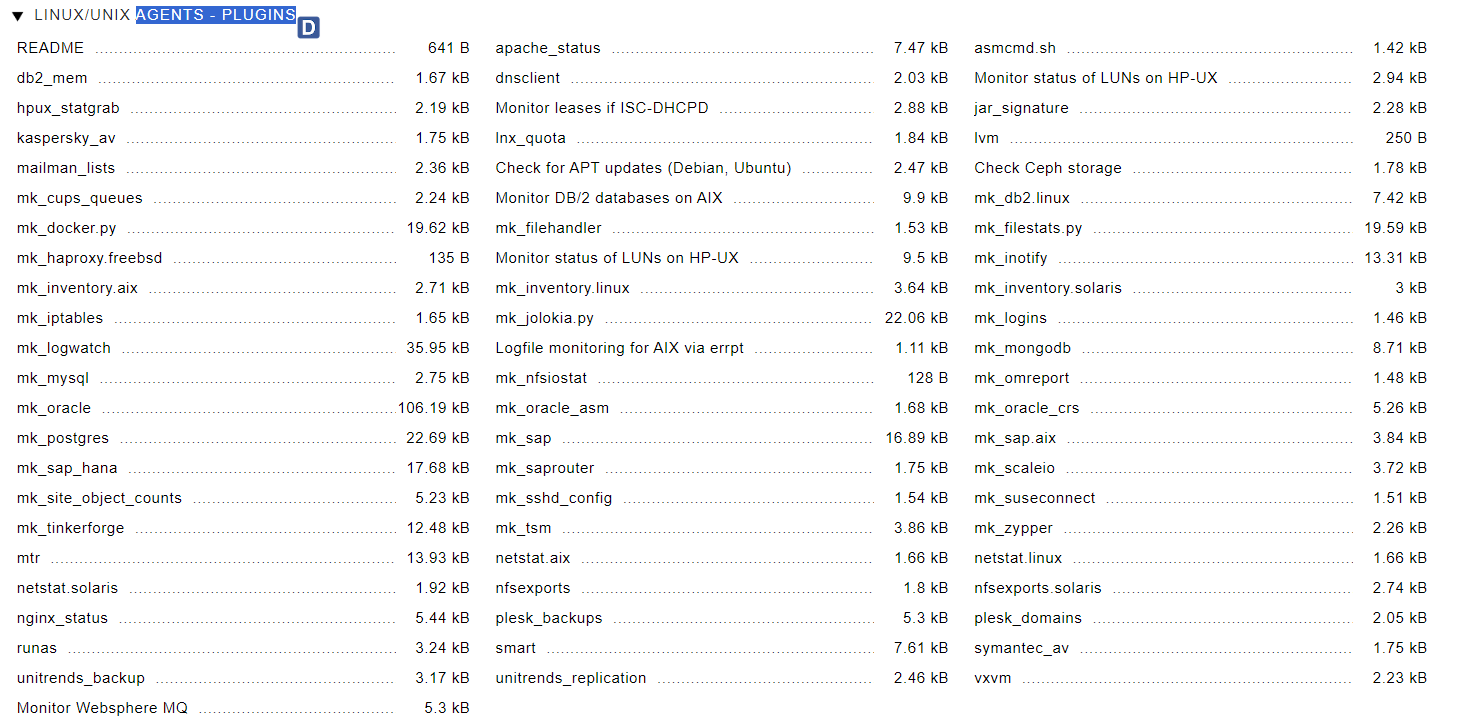 ▼ LINUX/UNIX AGENTS - PLUGINS
D
README 641 B apache_status 7.47 kB asmcmd.sh 1.42 kB
db2_mem 1.67 kB dnsclient 2.03 kB Monitor status of LUNs on HP-UX 2.94 kB
hpux_statgrab 2.19 kB Monitor leases if ISC-DHCPD 2.88 kB jar_signature 2.28 kB
kaspersky_av 1.75 kB lnx_quota 1.84 kB lvm 250 B
mailman_lists 2.36 kB Check for APT updates (Debian, Ubuntu) 2.47 kB Check Ceph storage 1.78 kB
mk_cups_queues 2.24 kB Monitor DB/2 databases on AIX 9.9 kB mk_db2.linux 7.42 kB
mk_docker.py 19.62 kB mk_filehandler 1.53 kB mk_filestats.py 19.59 kB
mk_haproxy.freebsd 135 B Monitor status of LUNs on HP-UX 9.5 kB mk_inotify 13.31 kB
mk_inventory.aix 2.71 kB mk_inventory.linux 3.64 kB mk_inventory.solaris 3 kB
mk_iptables 1.65 kB mk_jolokia.py 22.06 kB mk_logins 1.46 kB
mk_logwatch 35.95 kB Logfile monitoring for AIX via errpt 1.11 kB mk_mongodb 8.71 kB
mk_mysql 2.75 kB mk_nfsiostat 128 B mk_omreport 1.48 kB
mk_oracle 106.19 kB mk_oracle_asm 1.68 kB mk_oracle_crs 5.26 kB
mk_postgres 22.69 kB mk_sap 16.89 kB mk_sap.aix 3.84 kB
mk_sap_hana 17.68 kB mk_saprouter 1.75 kB mk_scaleio 3.72 kB
mk_site_object_counts 5.23 kB mk_sshd_config 1.54 kB mk_suseconnect 1.51 kB
mk_tinkerforge 12.48 kB mk_tsm 3.86 kB mk_zypper 2.26 kB
mtr 13.93 kB netstat.aix 1.66 kB netstat.linux 1.66 kB
netstat.solaris 1.92 kB nfsexports 1.8 kB nfsexports.solaris 2.74 kB
nginx_status 5.44 kB plesk_backups 5.3 kB plesk_domains 2.05 kB
runas 3.24 kB smart 7.61 kB symantec_av 1.75 kB
unitrends_backup 3.17 kB unitrends_replication 2.46 kB vxvm 2.23 kB
Monitor Websphere MQ 5.3 kB